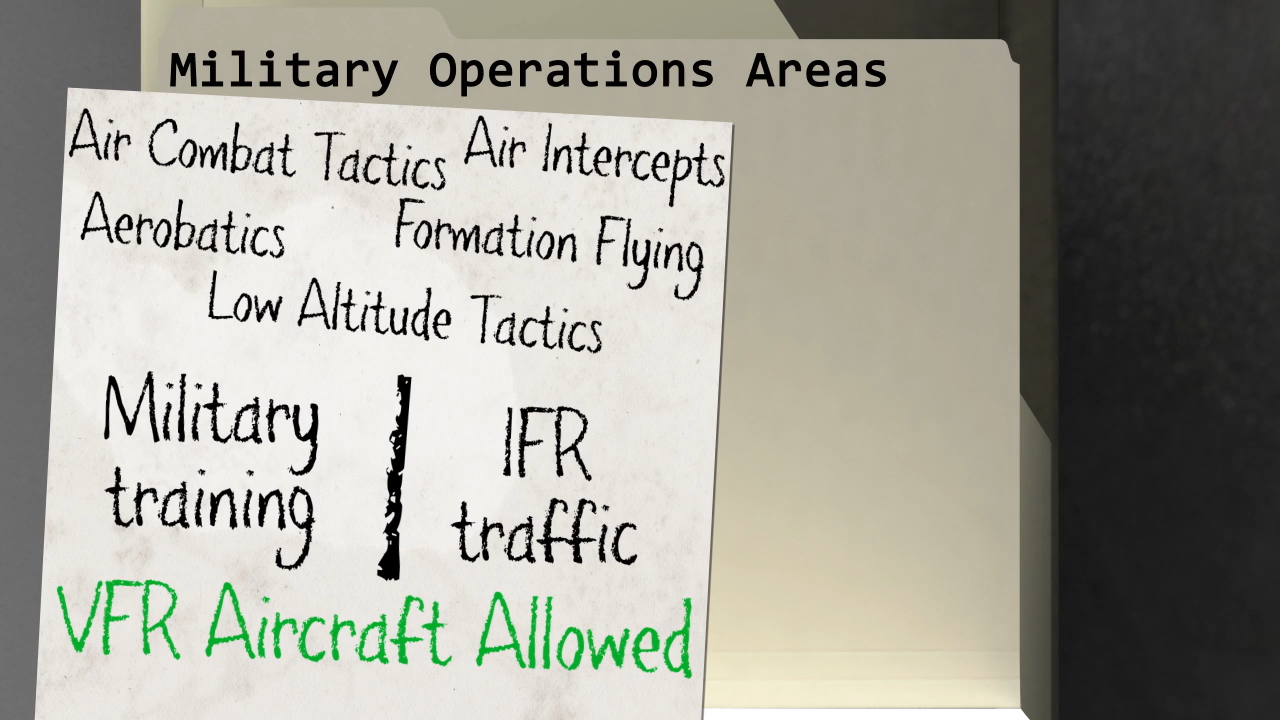 Military Operations Areas
Air Combat Tactics Air Intercepts
Aerobatics Formation Flying
Low Altitude Tactics
Military IFR
training traffic
VFR Aircraft Allowed